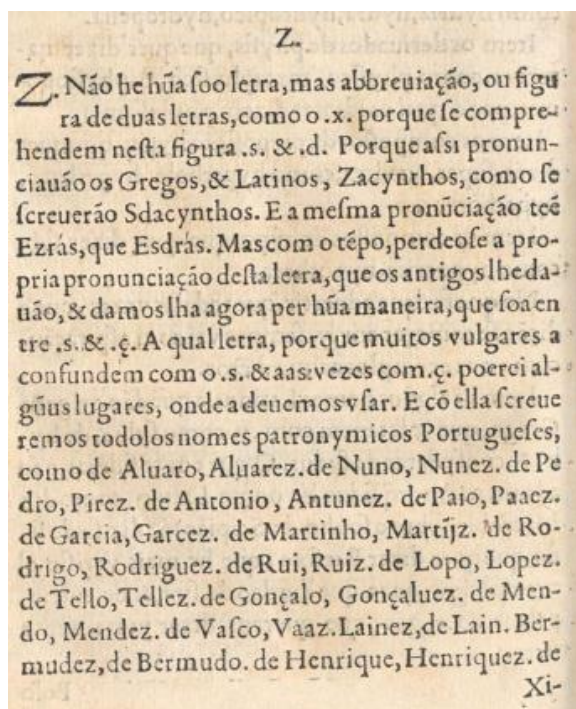 Z.
Z. Não he hũa ſoo letra, mas abbreuiação, ou figu
ra de duas letras, como o .x. porque ſe compre-
hendem neſta figura .s. & .d. Porque aſsi pronun-
ciauão os Gregos, & Latinos, Zacynthos, como ſe
ſcreuerão Sdacynthos. E a meſma pronũciação teẽ
Ezrás, que Esdrás. Mas com o tẽpo, perdeoſe a pro-
pria pronunciação deſta letra, que os antigos lhe da-
uão, & damos lha agora per hũa maneira, que ſoa en
tre .s. & .ç. A qual letra, porque muitos vulgares a
confundem com o .s. & aas vezes com .ç. poerei al-
gũus lugares, onde a deuemos vſar. E cõ ella ſcreue
remos todolos nomes patronymicos Portugueſes,
como de Aluaro, Aluarez. de Nuno, Nunez. de Pe
dro, Pirez. de Antonio, Antunez. de Paio, Paaez.
de Garcia, Garcez. de Martinho, Martĩjz. de Ro-
drigo, Rodriguez. de Rui, Ruiz. de Lopo, Lopez.
de Tello, Tellez. de Gonçalo, Gonçaluez. de Men-
do, Mendez. de Vaſco, Vaaz. Lainez, de Lain. Ber-
mudez, de Bermudo. de Henrique, Henriquez. de
Xi-